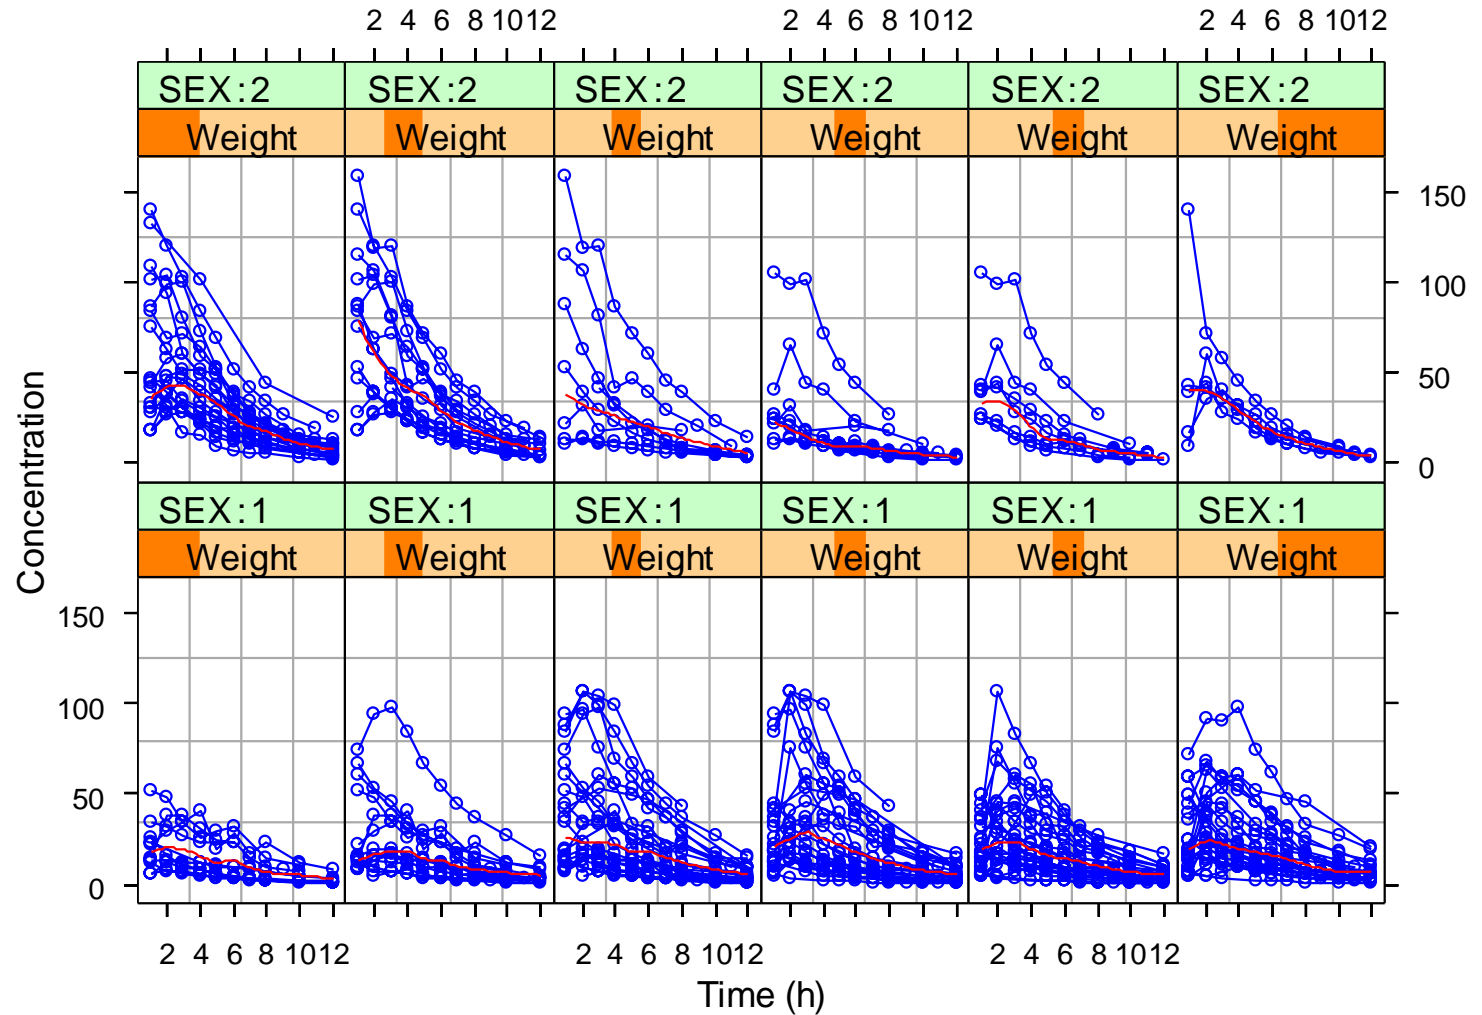 2 4 6 8 1012 2 4 6 8 1012 2 4 6 8 1012
SEX:2 SEX:2 SEX:2 SEX:2 SEX:2 SEX:2
Weight Weight Weight Weight Weight Weight
150
100
50
0
SEX:1 SEX:1 SEX:1 SEX:1 SEX:1 SEX:1
Weight Weight Weight Weight Weight Weight
Concentration
150
100
50
0
2 4 6 8 1012 2 4 6 8 1012 2 4 6 8 1012
Time (h)